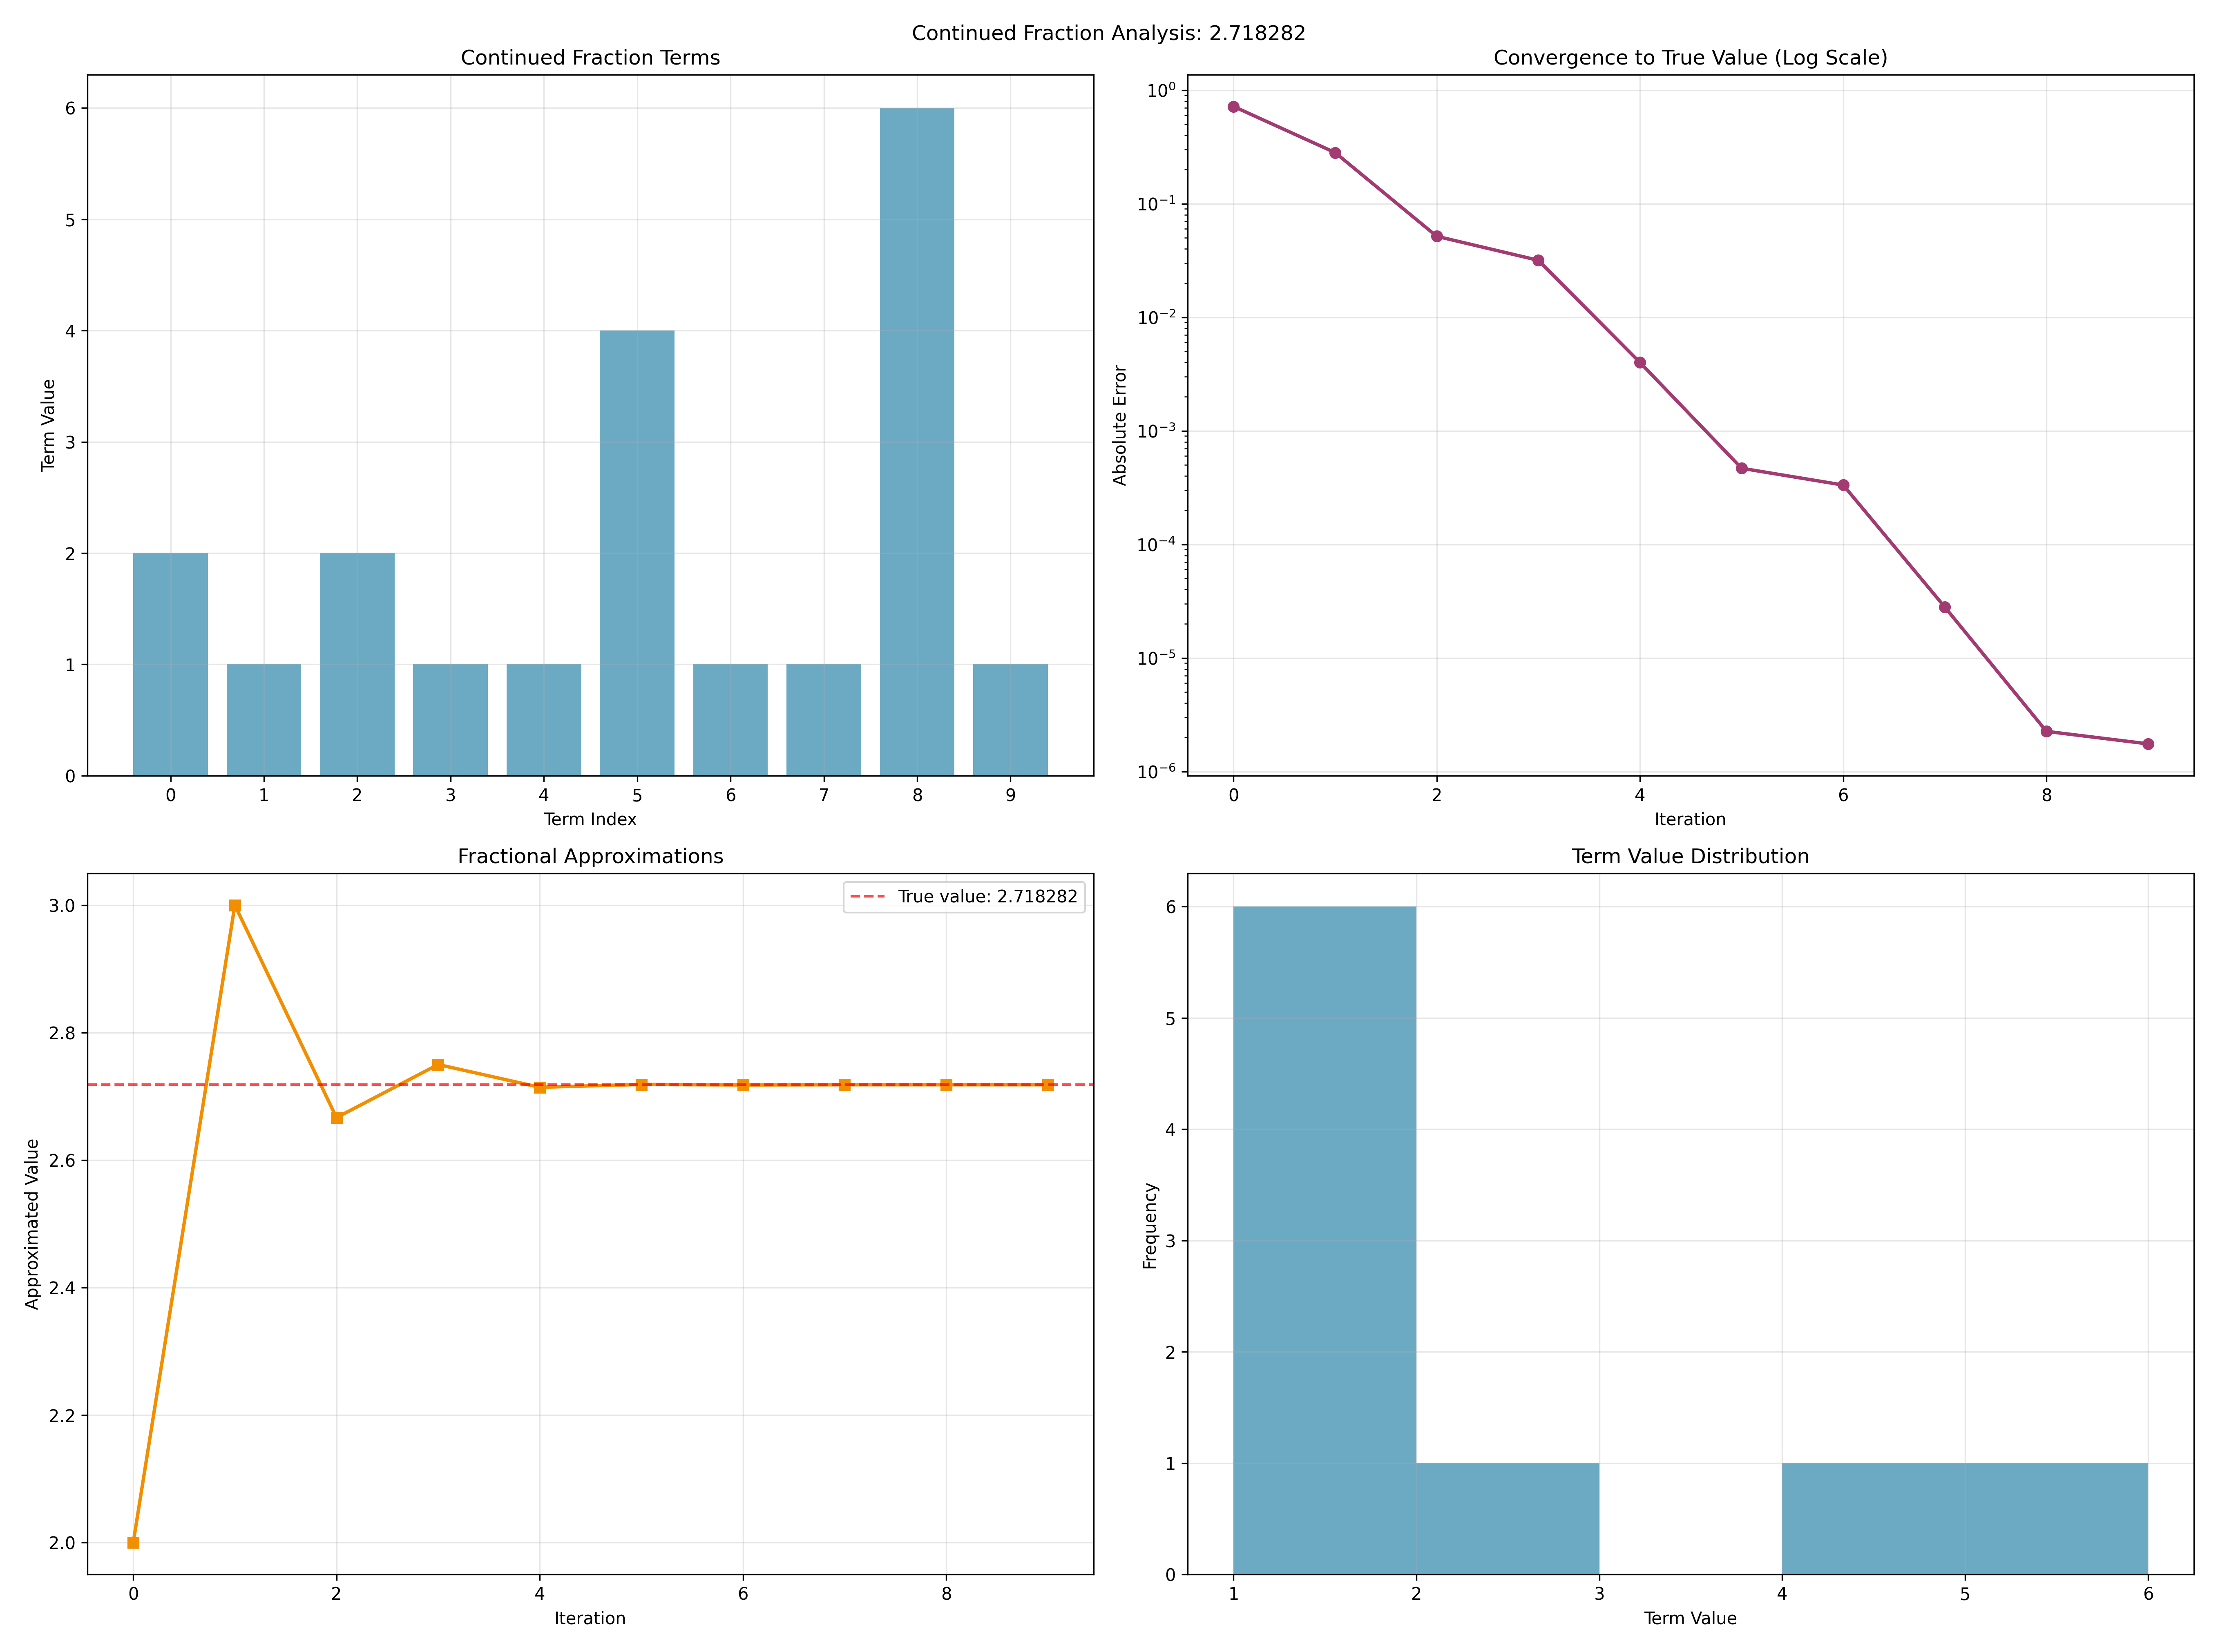 Continued Fraction Analysis: 2.718282
Continued Fraction Terms
6
5
4
3
2
1
0
Term Value
0 1 2 3 4 5 6 7 8 9
Term Index
Convergence to True Value (Log Scale)
10⁰
10⁻¹
10⁻²
10⁻³
10⁻⁴
10⁻⁵
10⁻⁶
Absolute Error
0 2 4 6 8
Iteration
Fractional Approximations
True value: 2.718282
3.0
2.8
2.6
2.4
2.2
2.0
Approximated Value
0 2 4 6 8
Iteration
Term Value Distribution
6
5
4
3
2
1
0
Frequency
1 2 3 4 5 6
Term Value